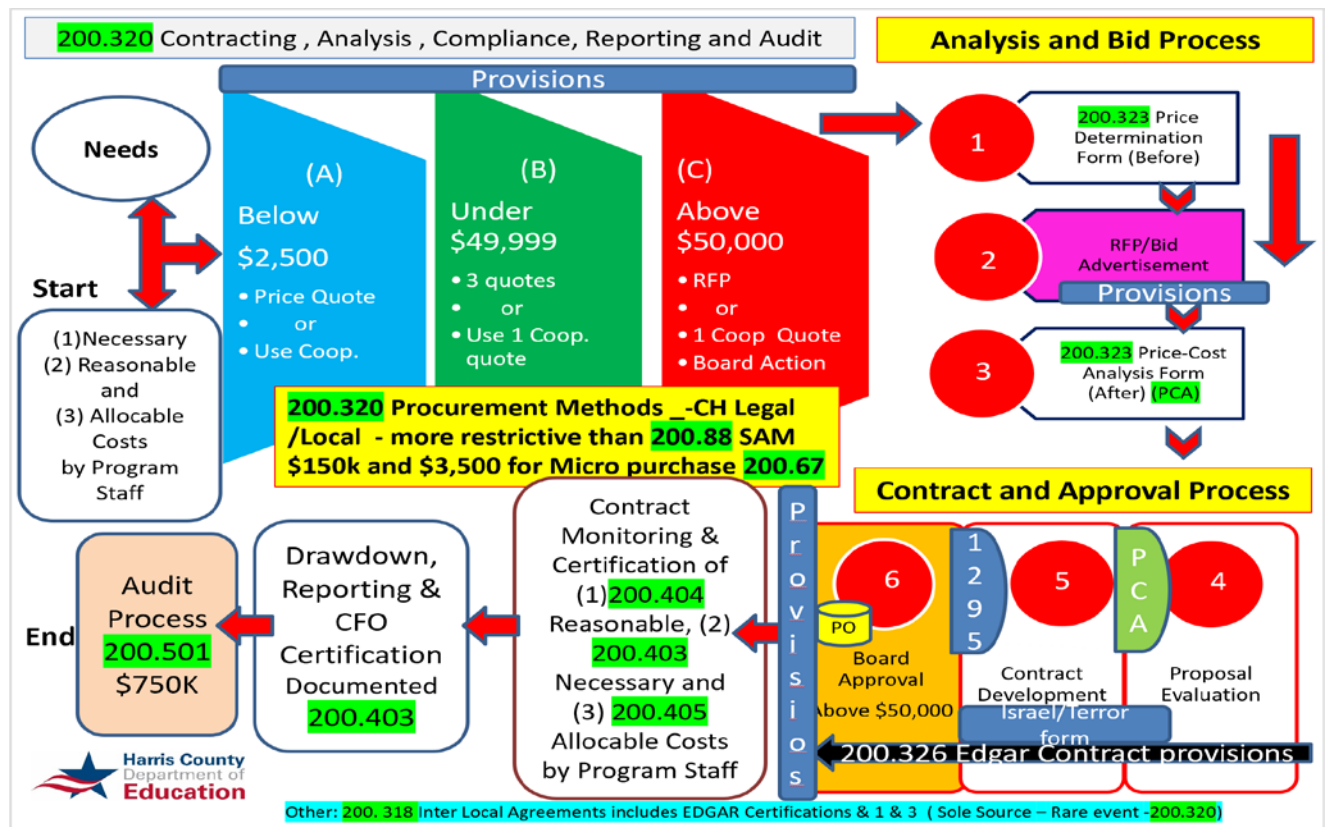 200.320 Contracting , Analysis , Compliance, Reporting and Audit
Analysis and Bid Process
Provisions
Needs
Start
(1)Necessary
(2) Reasonable
and
(3) Allocable
Costs
by Program
Staff
(A)
Below
$2,500
• Price Quote
• or
• Use Coop.
(B)
Under
$49,999
• 3 quotes
• or
• Use 1 Coop.
quote
(C)
Above
$50,000
• RFP
• or
• 1 Coop Quote
• Board Action
200.320 Procurement Methods _-CH Legal
/Local - more restrictive than 200.88 SAM
$150k and $3,500 for Micro purchase 200.67
1
200.323 Price
Determination
Form (Before)
2
RFP/Bid
Advertisement
Provisions
3
200.323 Price-Cost
Analysis Form
(After) (PCA)
Contract and Approval Process
4
Proposal
Evaluation
PCA
5
Contract
Development
Israel/Terror
form
1295
6
PO
Board
Approval
Above $50,000
200.326 Edgar Contract provisions
Provisios
Contract
Monitoring &
Certification of
(1)200.404
Reasonable, (2)
200.403
Necessary and
(3) 200.405
Allocable Costs
by Program Staff
Drawdown,
Reporting &
CFO
Certification
Documented
200.403
Audit
Process
200.501
$750K
End
Harris County
Department of
Education
Other: 200. 318 Inter Local Agreements includes EDGAR Certifications & 1 & 3 ( Sole Source – Rare event -200.320)